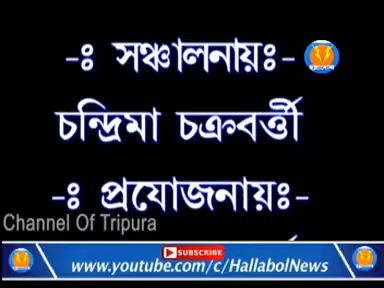 -ঃ সঞ্চালনায়ঃ-
চন্দ্রিমা চক্রবর্ত্তী
-ঃ প্রযোজনায়ঃ-
Channel Of Tripura
SUBSCRIBE
www.youtube.com/c/HallabolNews